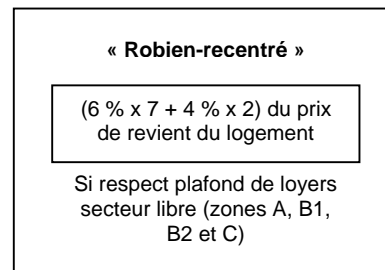 « Robien-recentré »
(6 % x 7 + 4 % x 2) du prix
de revient du logement
Si respect plafond de loyers
secteur libre (zones A, B1,
B2 et C)